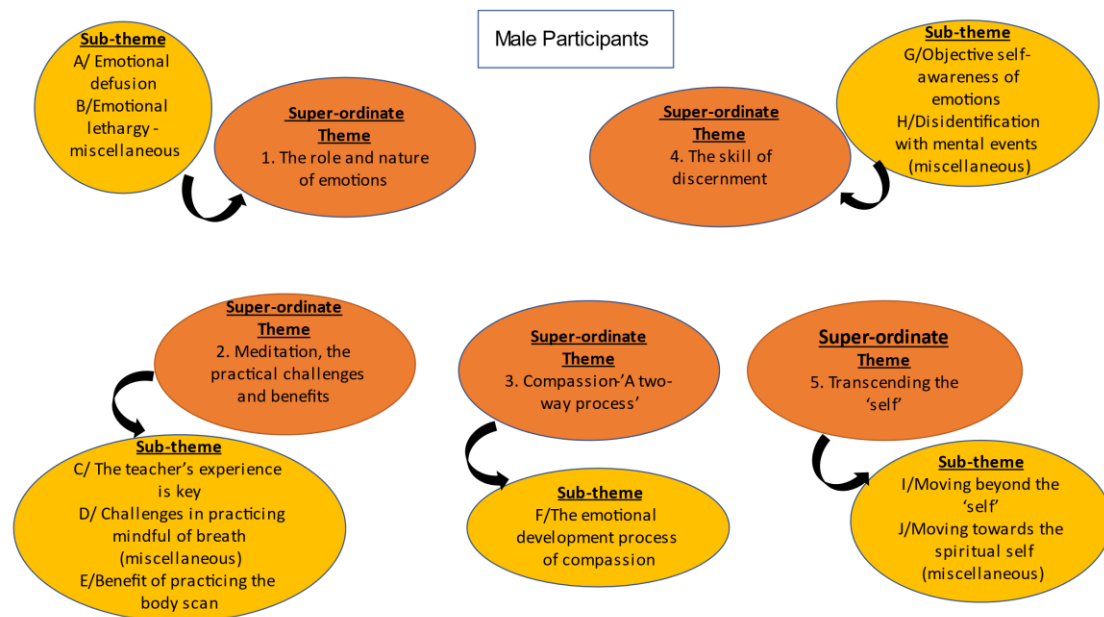 Male Participants
Sub-theme
A/ Emotional
defusion
B/Emotional
lethargy -
miscellaneous
Super-ordinate
Theme
1. The role and nature
of emotions
Super-ordinate
Theme
4. The skill of
discernment
Sub-theme
G/Objective self-
awareness of
emotions
H/Disidentification
with mental events
(miscellaneous)
Super-ordinate
Theme
2. Meditation, the
practical challenges
and benefits
Sub-theme
C/ The teacher's experience
is key
D/ Challenges in practicing
mindful of breath
(miscellaneous)
E/Benefit of practicing the
body scan
Super-ordinate
Theme
3. Compassion-'A two-
way process'
Sub-theme
F/The emotional
development process
of compassion
Super-ordinate
Theme
5. Transcending the
'self'
Sub-theme
I/Moving beyond the
'self'
J/Moving towards the
spiritual self
(miscellaneous)